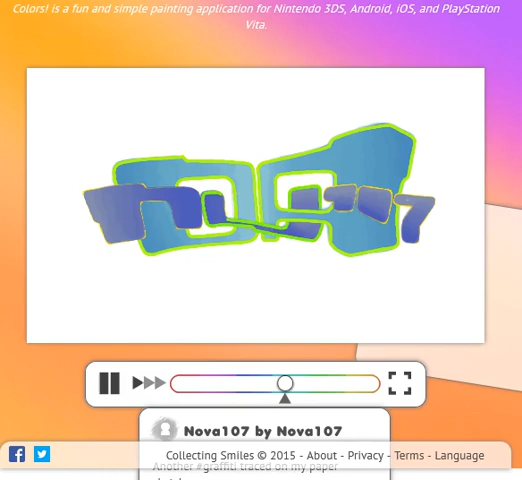 Colors! is a fun and simple painting application for Nintendo 3DS, Android, iOS, and PlayStation
Vita.
Nova107 by Nova107
Collecting Smiles © 2015 - About - Privacy - Terms - Language
Another #graffiti traced on my paper